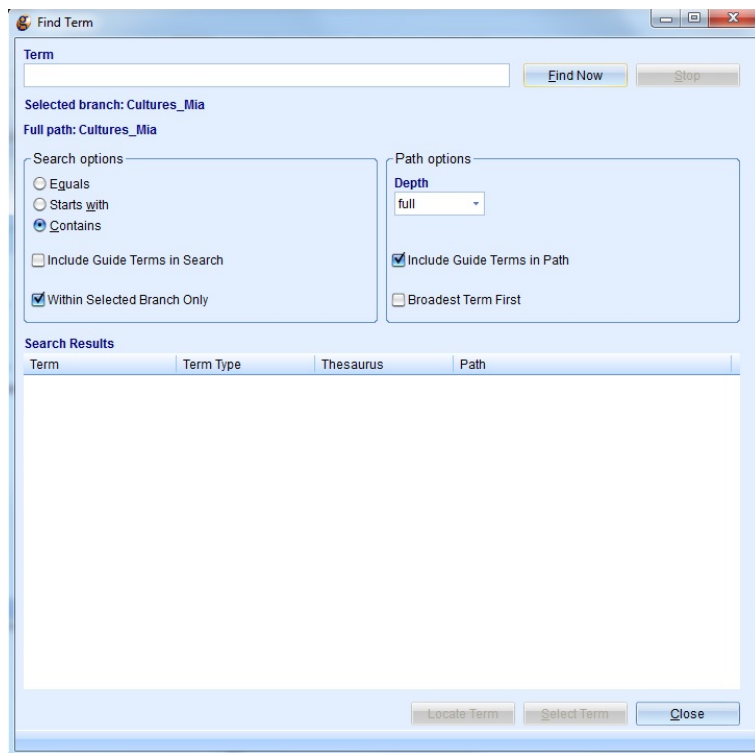 Find Term
Term
Find Now Stop
Selected branch: Cultures_Mia
Full path: Cultures_Mia
Search options
Equals
Starts with
Contains
Include Guide Terms in Search
Within Selected Branch Only
Path options
Depth
full
Include Guide Terms in Path
Broadest Term First
Search Results
Term Term Type Thesaurus Path
Locate Term Select Term Close